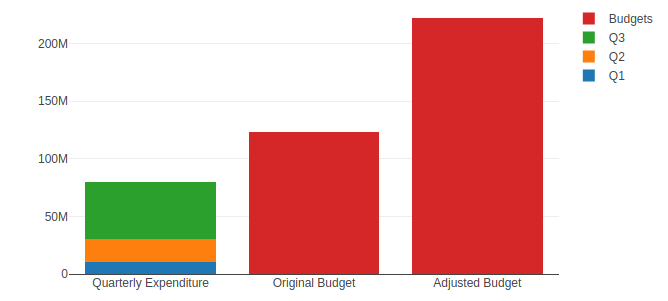 200M
150M
100M
50M
0
Quarterly Expenditure
Original Budget
Adjusted Budget
Budgets
Q3
Q2
Q1